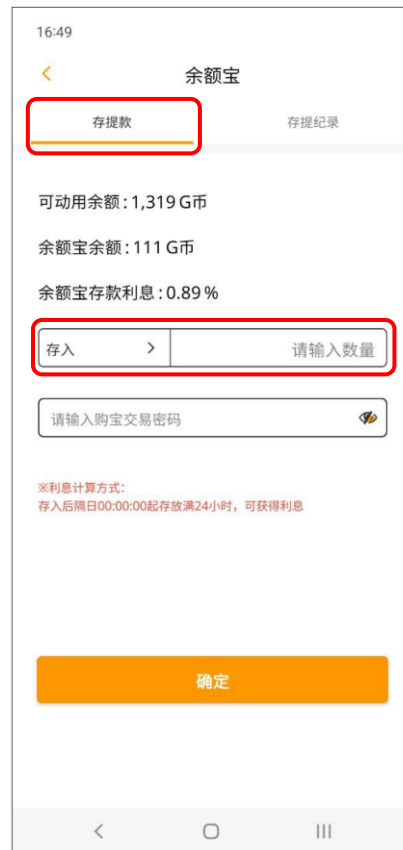 16:49
余额宝
存提款
存提纪录
可动用余额:1,319 G币
余额宝余额:111 G币
余额宝存款利息:0.89 %
存入
请输入数量
请输入购宝交易密码
※利息计算方式:
存入后隔日00:00:00起存放满24小时，可获得利息
确定